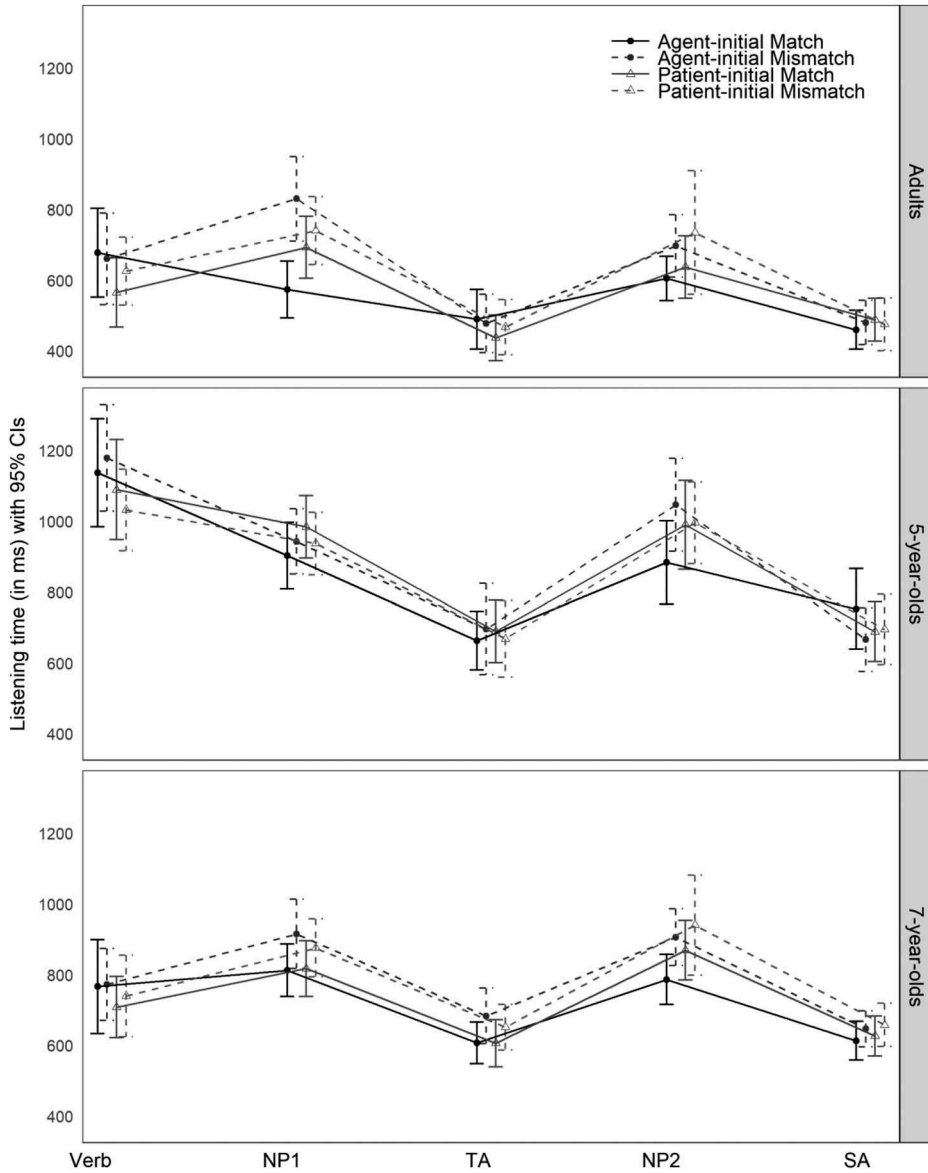 Agent-initial Match
Agent-initial Mismatch
Patient-initial Match
Patient-initial Mismatch
1200
1000
800
600
400
Adults
1200
1000
800
600
400
5-year-olds
Listening time (in ms) with 95% CIs
1200
1000
800
600
400
7-year-olds
Verb NP1 TA NP2 SA